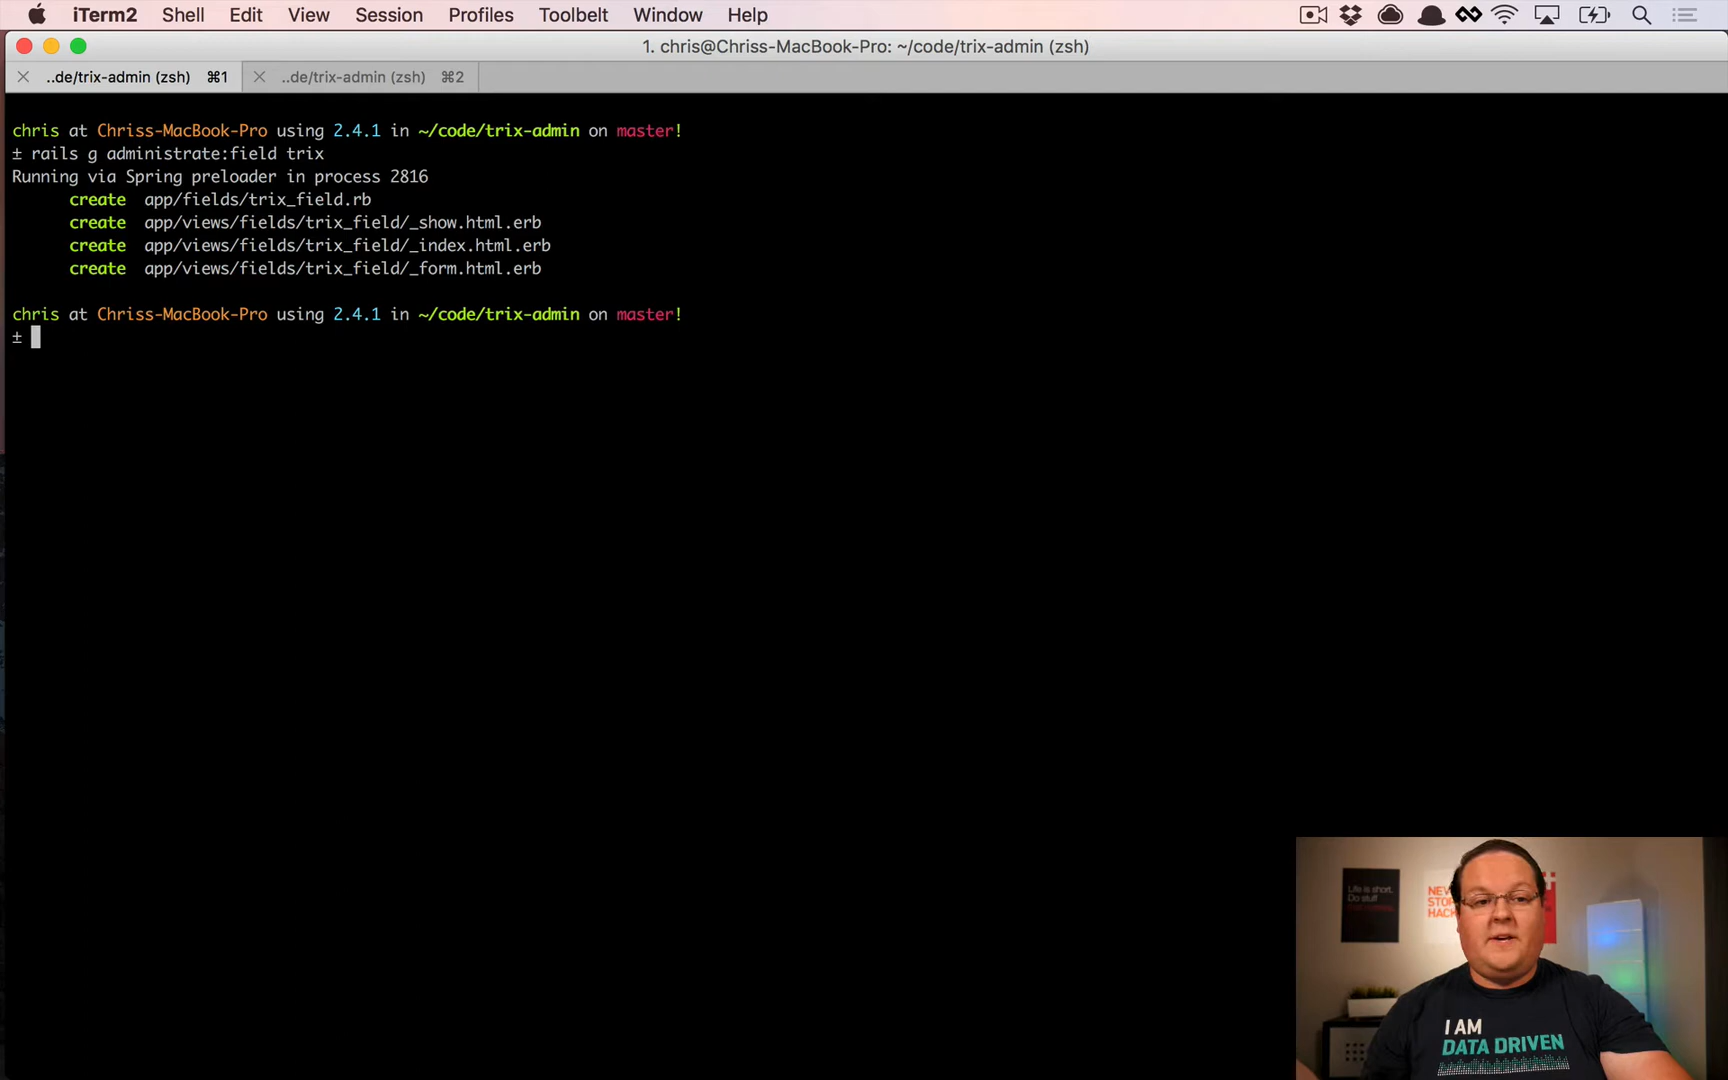 iTerm2 Shell Edit View Session Profiles Toolbelt Window Help
1. chris@Chriss-MacBook-Pro: ~/code/trix-admin (zsh)
..de/trix-admin (zsh) ⌘1 ..de/trix-admin (zsh) ⌘2
chris at Chriss-MacBook-Pro using 2.4.1 in ~/code/trix-admin on master!
± rails g administrate:field trix
Running via Spring preloader in process 2816
create app/fields/trix_field.rb
create app/views/fields/trix_field/_show.html.erb
create app/views/fields/trix_field/_index.html.erb
create app/views/fields/trix_field/_form.html.erb
chris at Chriss-MacBook-Pro using 2.4.1 in ~/code/trix-admin on master!
±
Life is short.
Do stuff
I AM
DATA DRIVEN